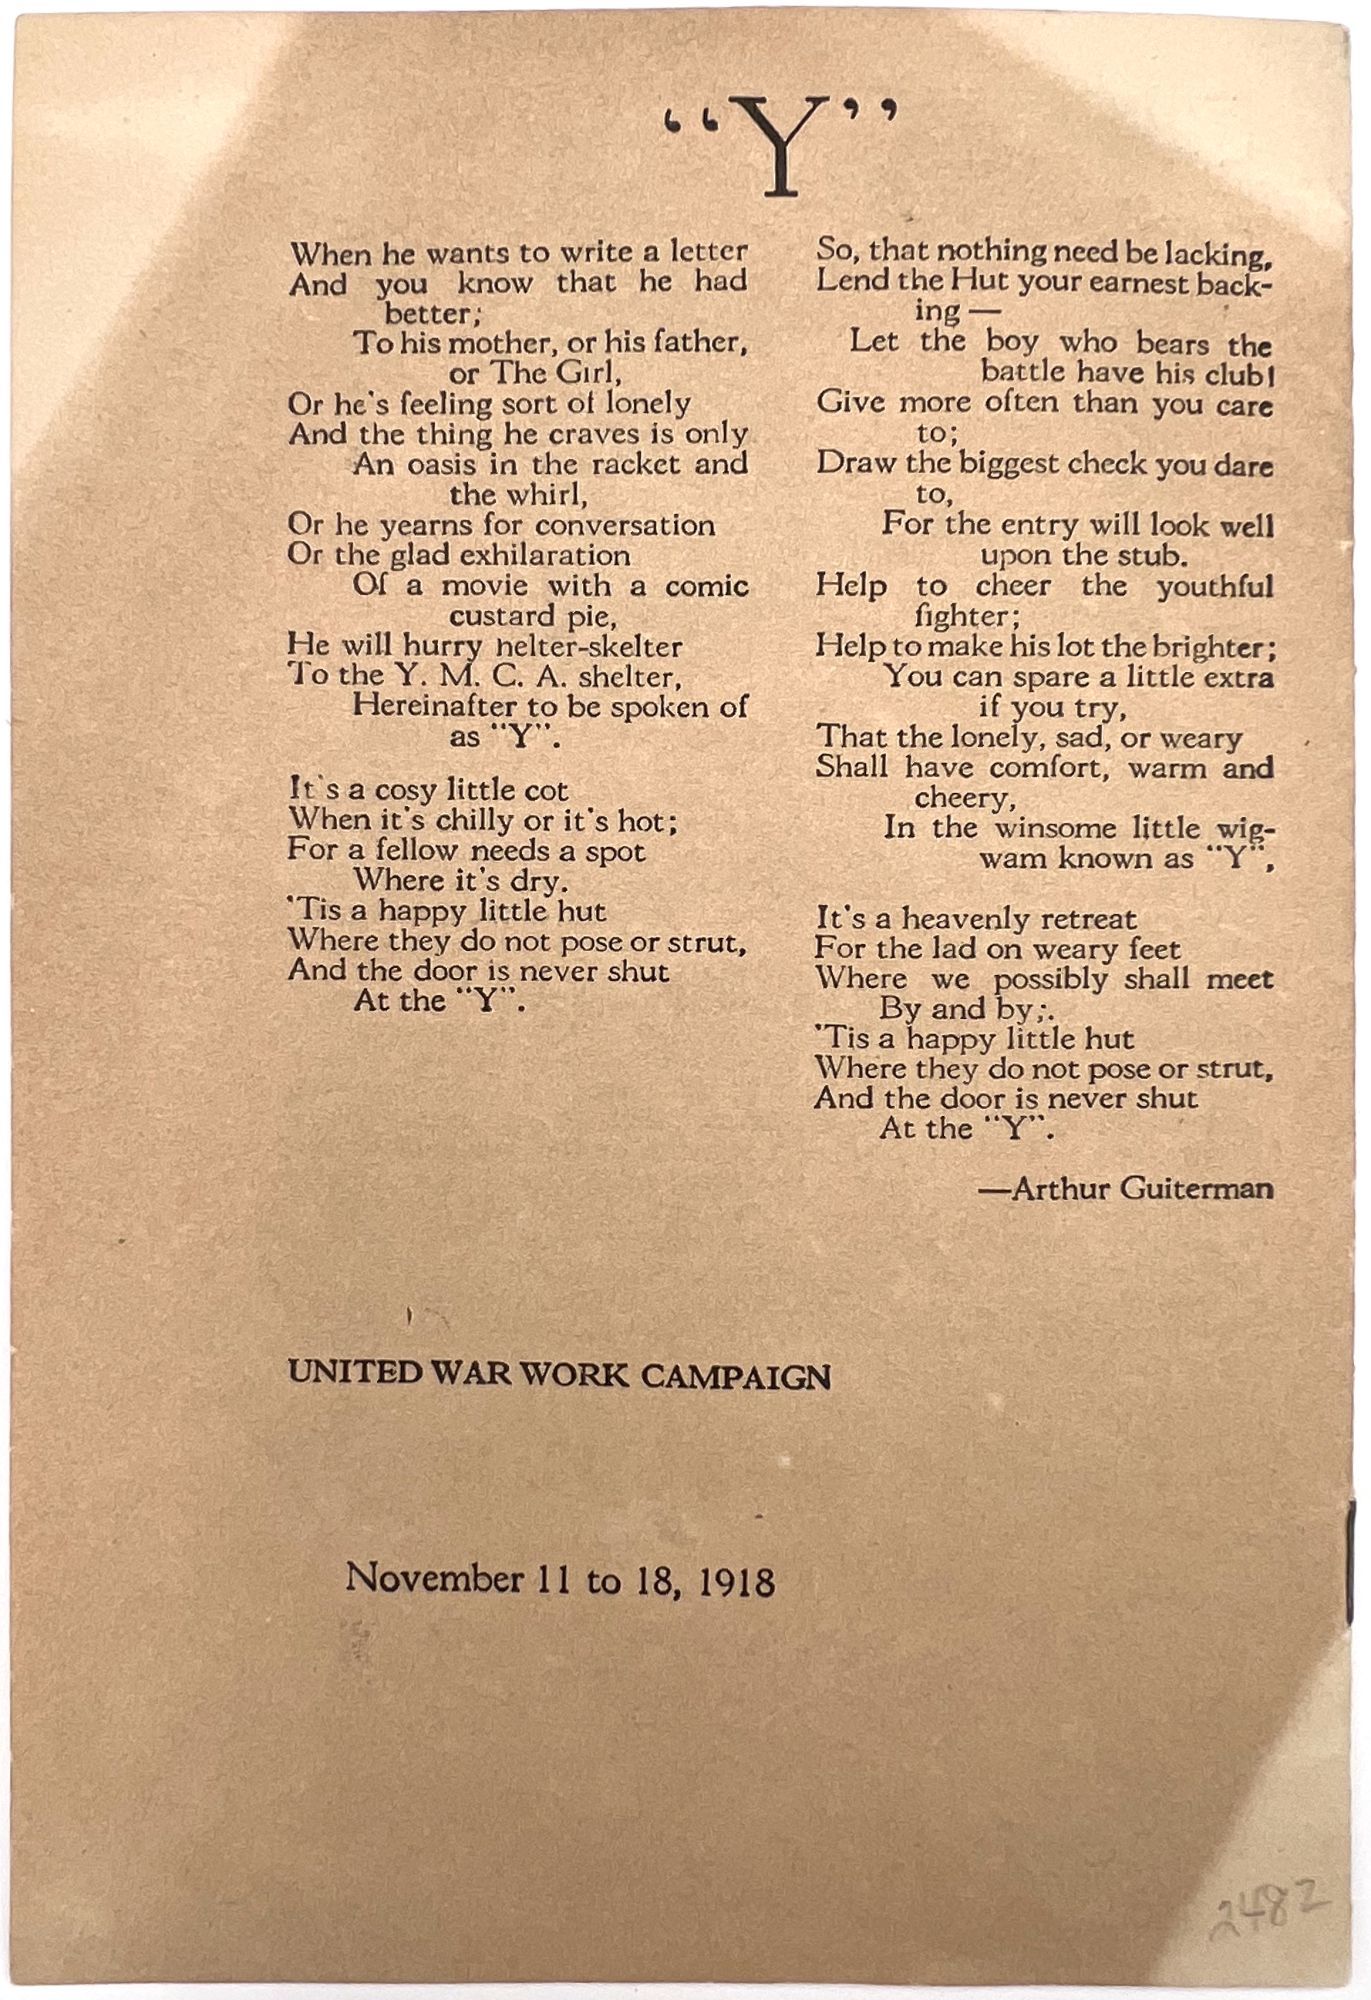 “Y”
When he wants to write a letter
And you know that he had
better;
To his mother, or his father,
or The Girl,
Or he's feeling sort of lonely
And the thing he craves is only
An oasis in the racket and
the whirl,
Or he yearns for conversation
Or the glad exhilaration
Of a movie with a comic
custard pie,
He will hurry helter-skelter
To the Y. M. C. A. shelter,
Hereinafter to be spoken of
as “Y”.
It's a cosy little cot
When it's chilly or it's hot;
For a fellow needs a spot
Where it's dry.
'Tis a happy little hut
Where they do not pose or strut,
And the door is never shut
At the “Y”.
So, that nothing need be lacking,
Lend the Hut your earnest back-
ing —
Let the boy who bears the
battle have his club!
Give more often than you care
to;
Draw the biggest check you dare
to,
For the entry will look well
upon the stub.
Help to cheer the youthful
fighter;
Help to make his lot the brighter;
You can spare a little extra
if you try,
That the lonely, sad, or weary
Shall have comfort, warm and
cheery,
In the winsome little wig-
wam known as “Y”,
It's a heavenly retreat
For the lad on weary feet
Where we possibly shall meet
By and by;.
'Tis a happy little hut
Where they do not pose or strut,
And the door is never shut
At the “Y”.
—Arthur Guiterman
UNITED WAR WORK CAMPAIGN
November 11 to 18, 1918
2482